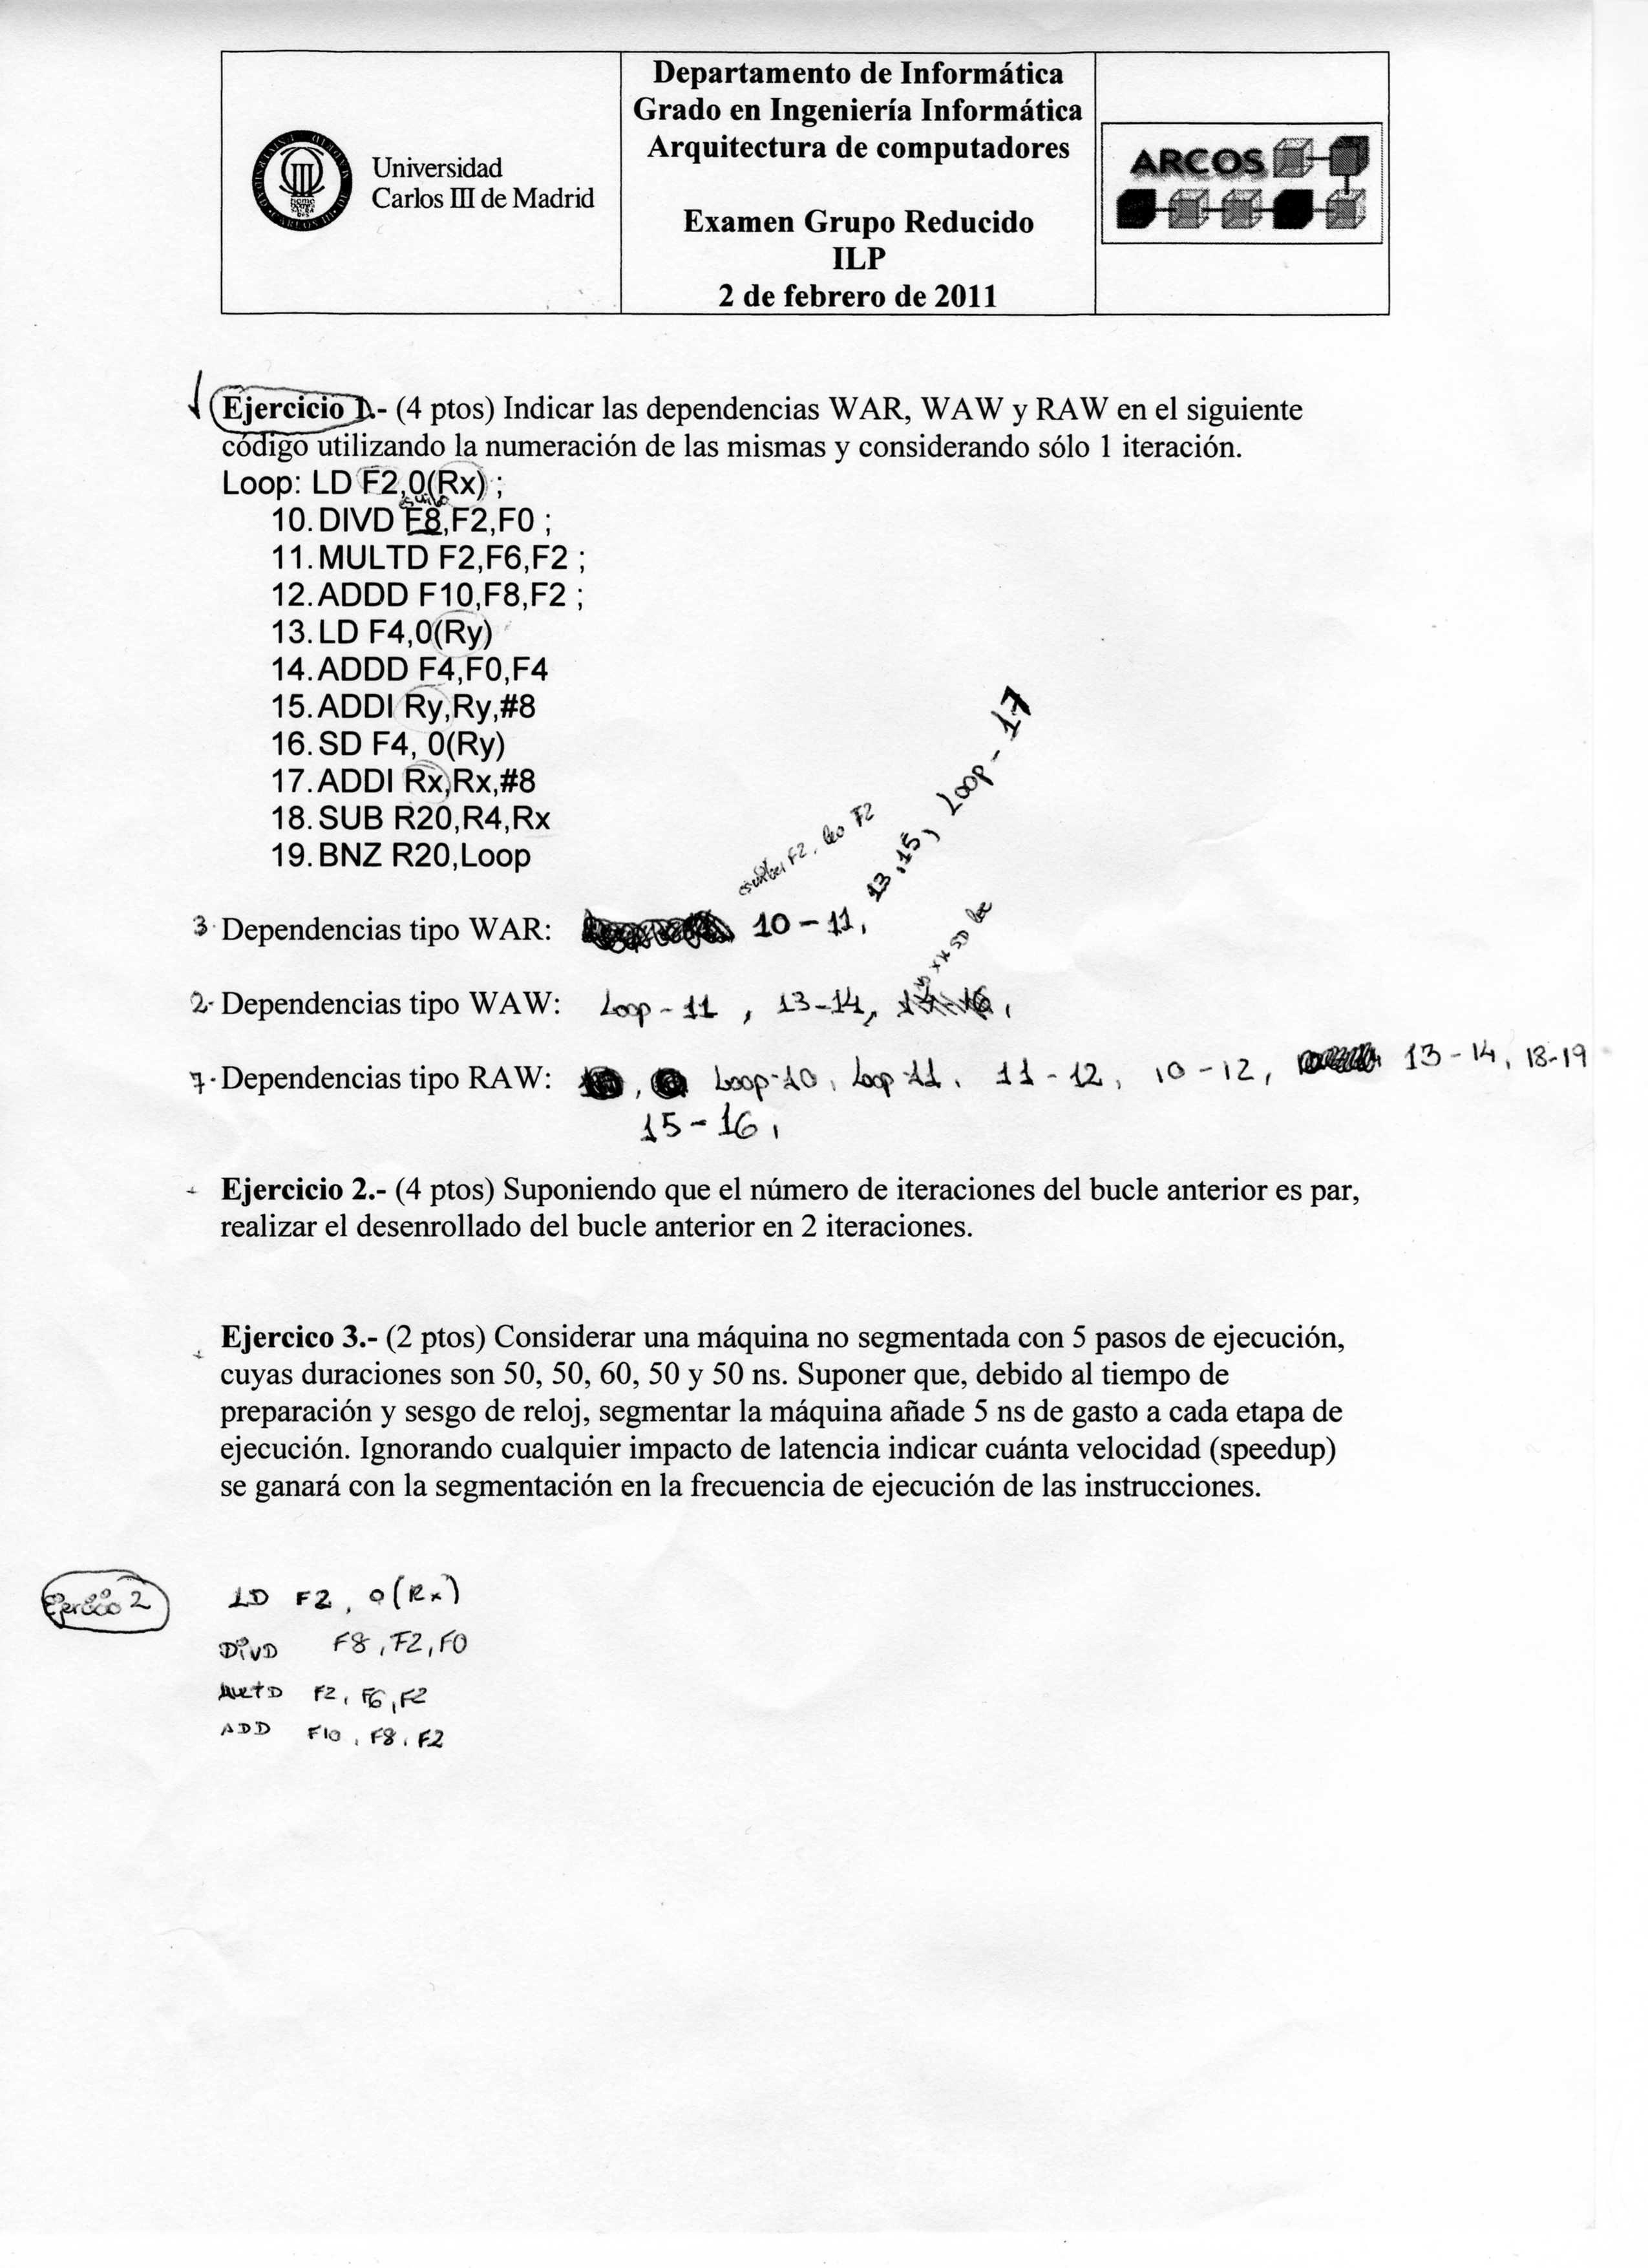 Universidad
Carlos III de Madrid
Departamento de Informática
Grado en Ingeniería Informática
Arquitectura de computadores
Examen Grupo Reducido
ILP
2 de febrero de 2011
ARCOS
Ejercicio 1.- (4 ptos) Indicar las dependencias WAR, WAW y RAW en el siguiente
código utilizando la numeración de las mismas y considerando sólo 1 iteración.
Loop: LD F2,0(Rx) ;
10. DIVD F8,F2,F0 ;
11. MULTD F2,F6,F2 ;
12. ADDD F10,F8,F2 ;
13. LD F4,0(Ry)
14. ADDD F4,F0,F4
15. ADDI Ry,Ry,#8
16. SD F4, 0(Ry)
17. ADDI Rx,Rx,#8
18. SUB R20,R4,Rx
19. BNZ R20,Loop
F2, leo F2
3· Dependencias tipo WAR: 10 - 11, 13,15, Loop - 17
2· Dependencias tipo WAW: Loop - 11 , 13-14,
7· Dependencias tipo RAW: Loop-10, Loop 11, 11 - 12, 10 - 12, 13 - 14, 18-19
15 - 16,
Ejercicio 2.- (4 ptos) Suponiendo que el número de iteraciones del bucle anterior es par,
realizar el desenrollado del bucle anterior en 2 iteraciones.
Ejercico 3.- (2 ptos) Considerar una máquina no segmentada con 5 pasos de ejecución,
cuyas duraciones son 50, 50, 60, 50 y 50 ns. Suponer que, debido al tiempo de
preparación y sesgo de reloj, segmentar la máquina añade 5 ns de gasto a cada etapa de
ejecución. Ignorando cualquier impacto de latencia indicar cuánta velocidad (speedup)
se ganará con la segmentación en la frecuencia de ejecución de las instrucciones.
Ejercicio 2
LD F2, 0(Rx)
DIVD F8, F2, F0
MULTD F2, F6, F2
ADD F10, F8, F2